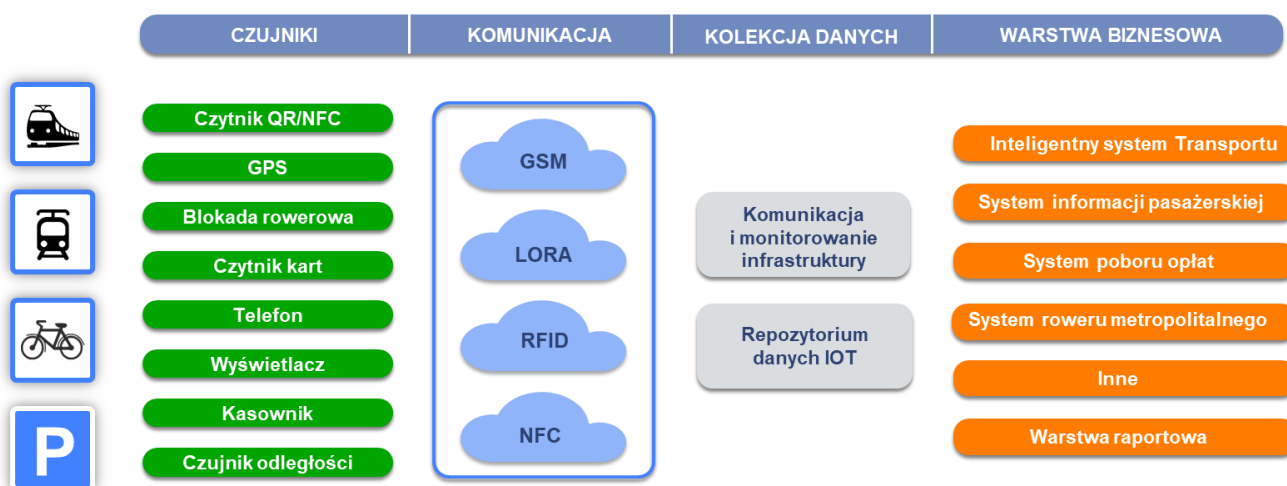 CZUJNIKI
KOMUNIKACJA
KOLEKCJA DANYCH
WARSTWA BIZNESOWA
Czytnik QR/NFC
GPS
Blokada rowerowa
Czytnik kart
Telefon
Wyświetlacz
Kasownik
Czujnik odległości
GSM
LORA
RFID
NFC
Komunikacja
i monitorowanie
infrastruktury
Repozytorium
danych IOT
Inteligentny system Transportu
System informacji pasażerskiej
System poboru opłat
System roweru metropolitalnego
Inne
Warstwa raportowa
P